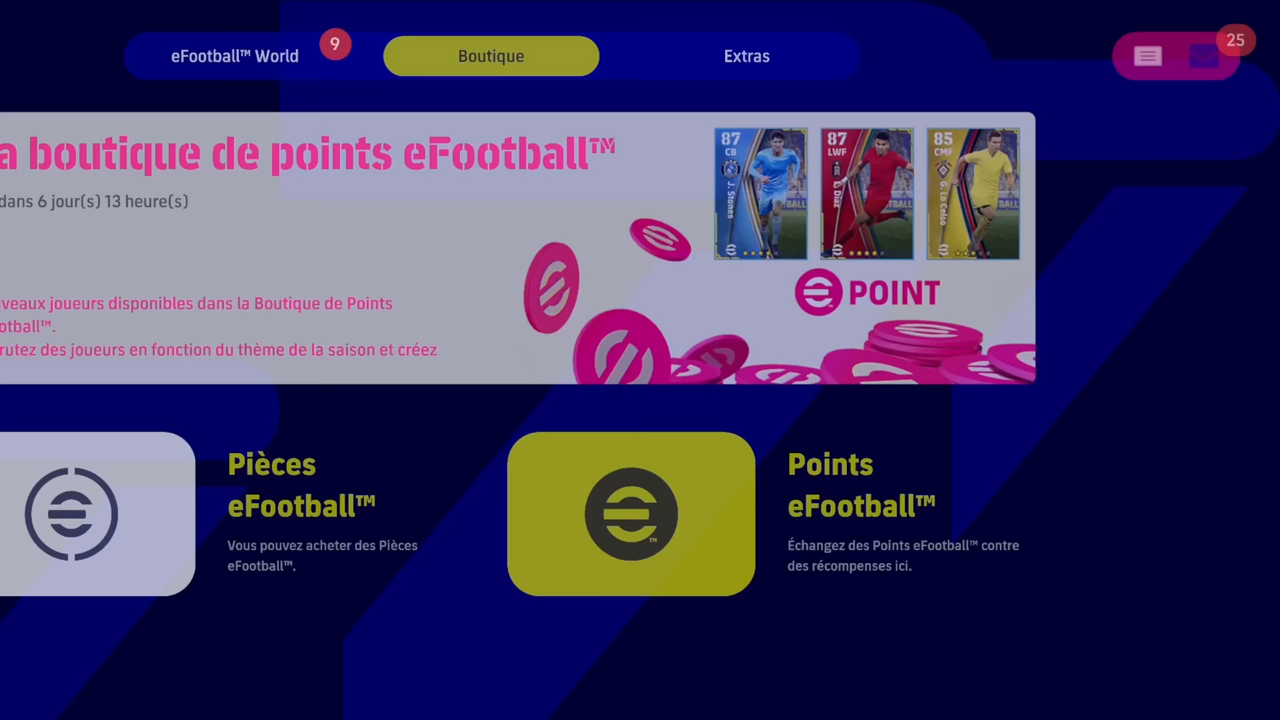 eFootball™ World
9
Boutique
Extras
25
a boutique de points eFootball™
dans 6 jour(s) 13 heure(s)
veaux joueurs disponibles dans la Boutique de Points
otball™.
rutez des joueurs en fonction du thème de la saison et créez
87
CB
J. Stones
87
LWF
L. Díaz
85
CMF
G. Lo Celso
POINT
Pièces
eFootball™
Vous pouvez acheter des Pièces
eFootball™.
Points
eFootball™
Échangez des Points eFootball™ contre
des récompenses ici.